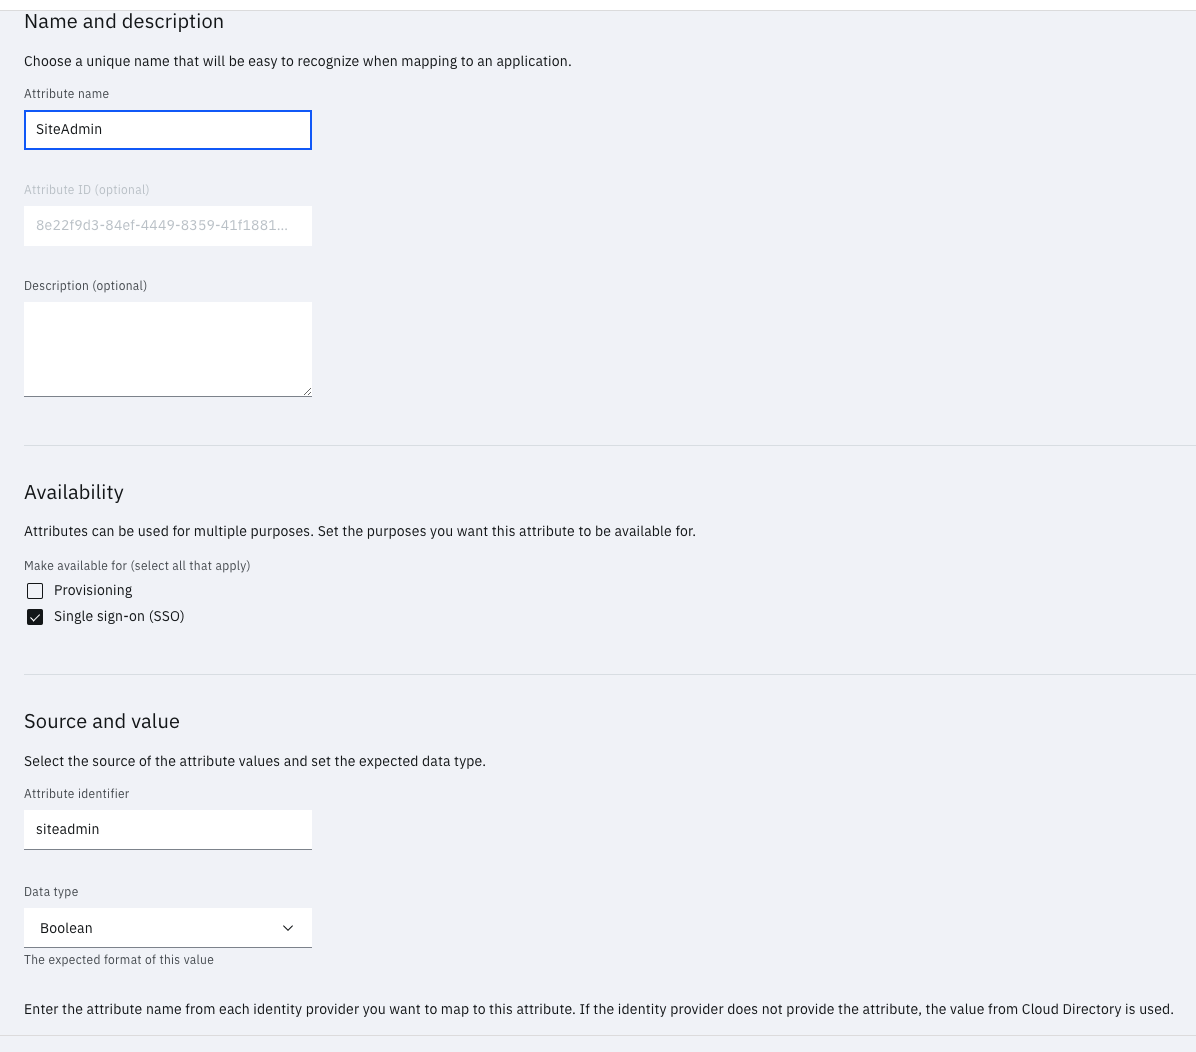 Name and description
Choose a unique name that will be easy to recognize when mapping to an application.
Attribute name
SiteAdmin
Attribute ID (optional)
8e22f9d3-84ef-4449-8359-41f1881...
Description (optional)
Availability
Attributes can be used for multiple purposes. Set the purposes you want this attribute to be available for.
Make available for (select all that apply)
Provisioning
Single sign-on (SSO)
Source and value
Select the source of the attribute values and set the expected data type.
Attribute identifier
siteadmin
Data type
Boolean
The expected format of this value
Enter the attribute name from each identity provider you want to map to this attribute. If the identity provider does not provide the attribute, the value from Cloud Directory is used.